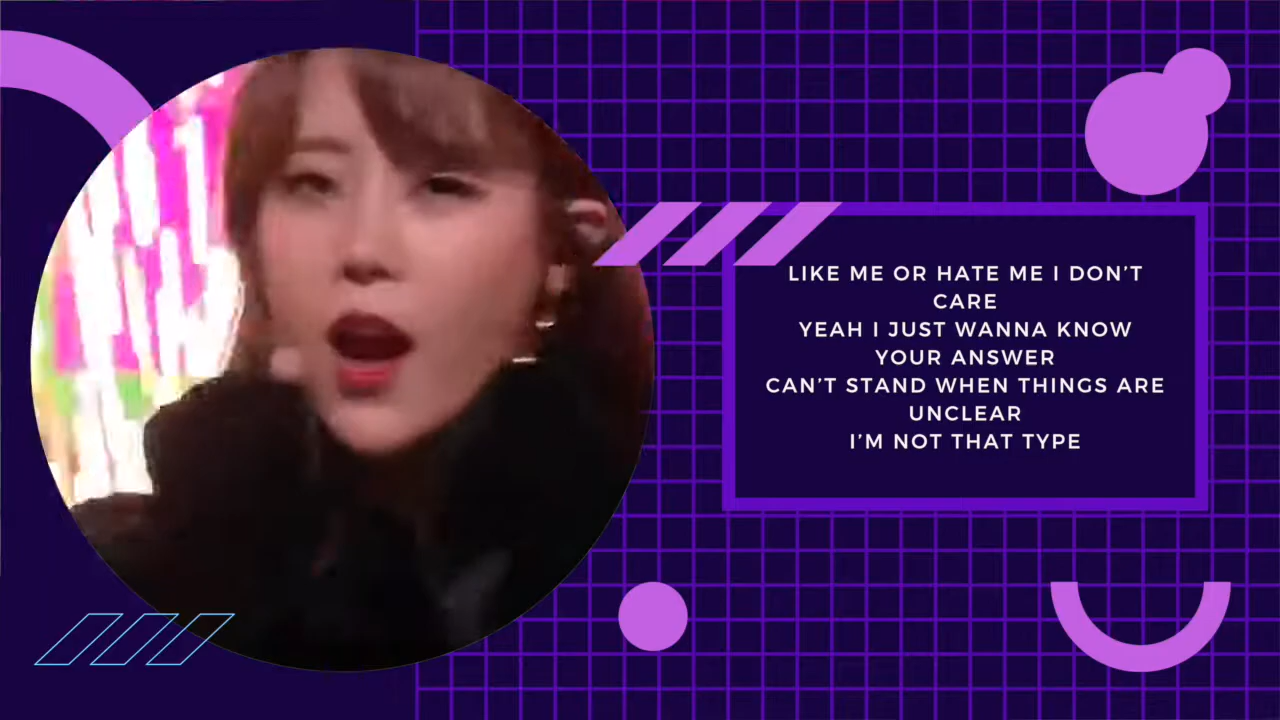 LIKE ME OR HATE ME I DON'T
CARE
YEAH I JUST WANNA KNOW
YOUR ANSWER
CAN'T STAND WHEN THINGS ARE
UNCLEAR
I'M NOT THAT TYPE